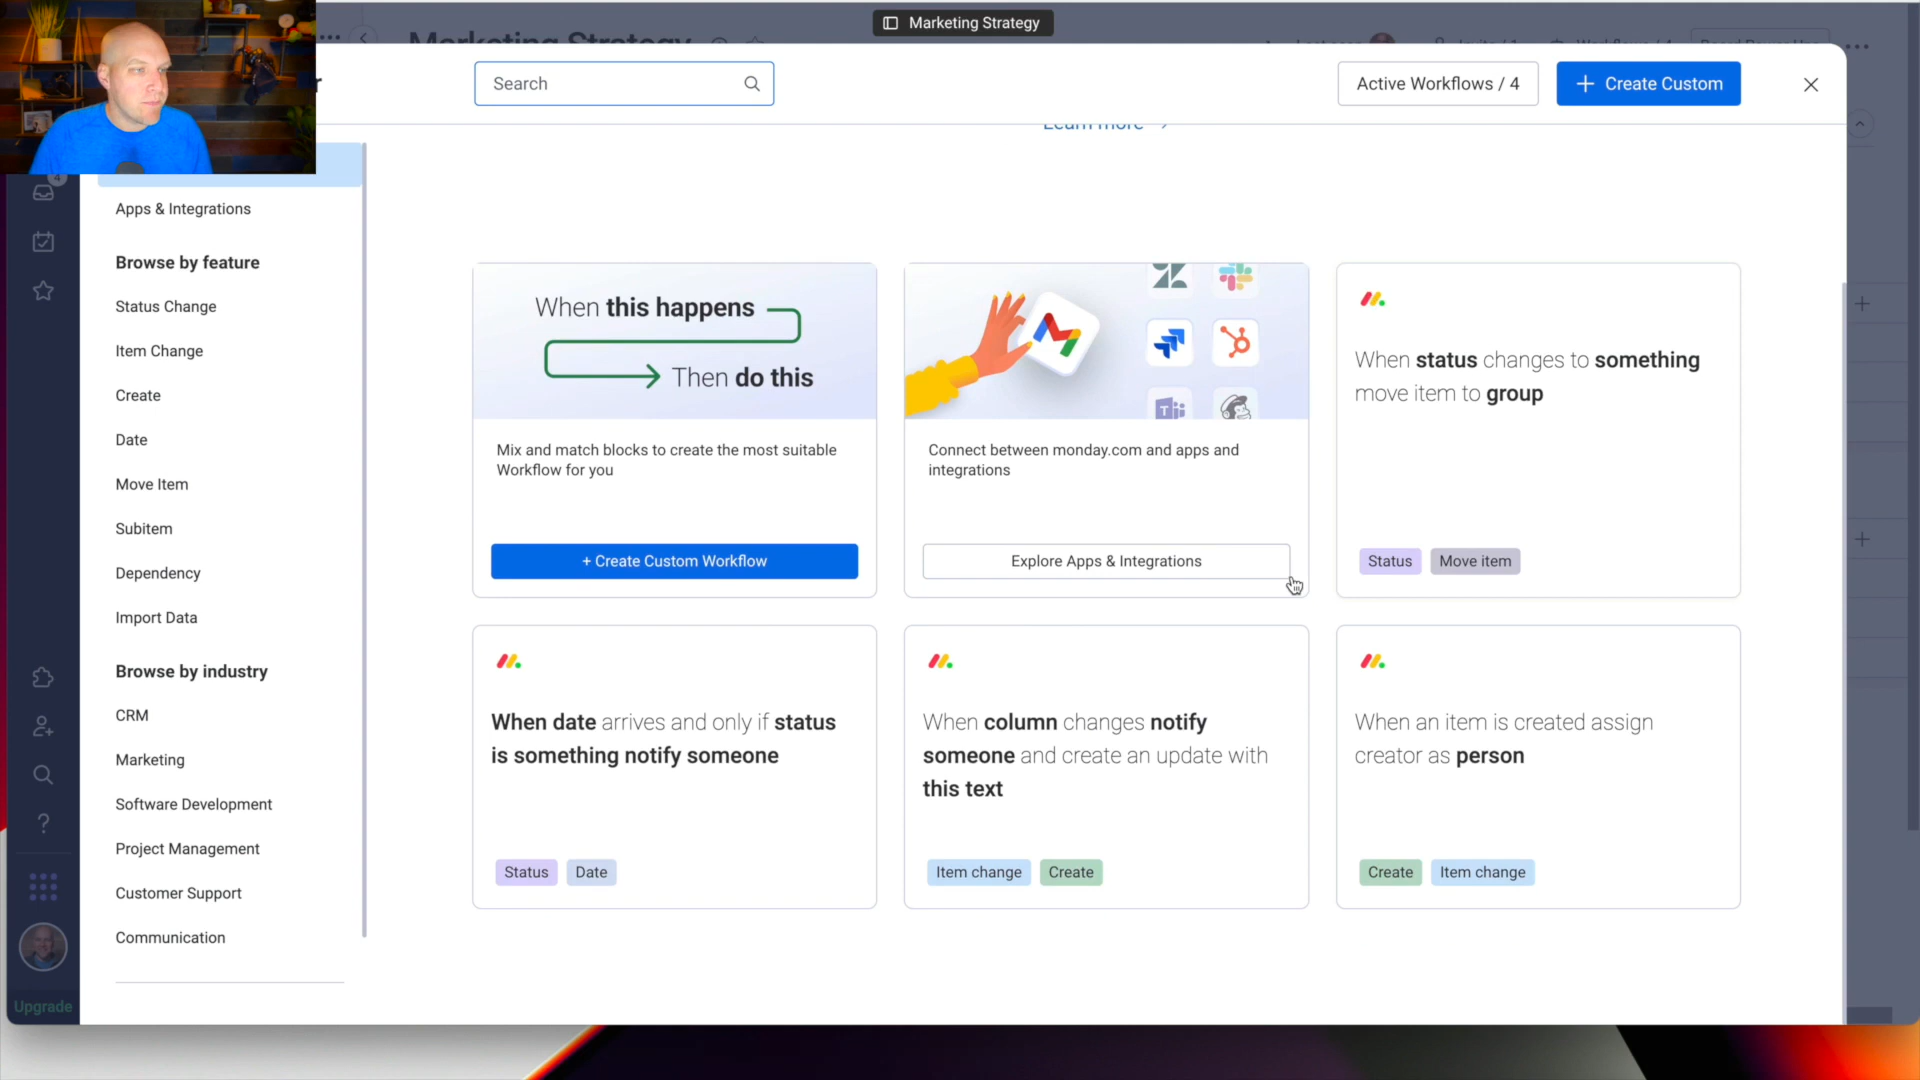 Marketing Strategy
Marketing Strategy
Search
Active Workflows / 4
+ Create Custom
Learn more
4
Apps & Integrations
Browse by feature
Status Change
Item Change
Create
Date
Move Item
Subitem
Dependency
Import Data
Browse by industry
CRM
Marketing
Software Development
Project Management
Customer Support
Communication
Upgrade
When this happens
Then do this
Mix and match blocks to create the most suitable
Workflow for you
+ Create Custom Workflow
Connect between monday.com and apps and
integrations
Explore Apps & Integrations
When status changes to something
move item to group
Status
Move item
When date arrives and only if status
is something notify someone
Status
Date
When column changes notify
someone and create an update with
this text
Item change
Create
When an item is created assign
creator as person
Create
Item change